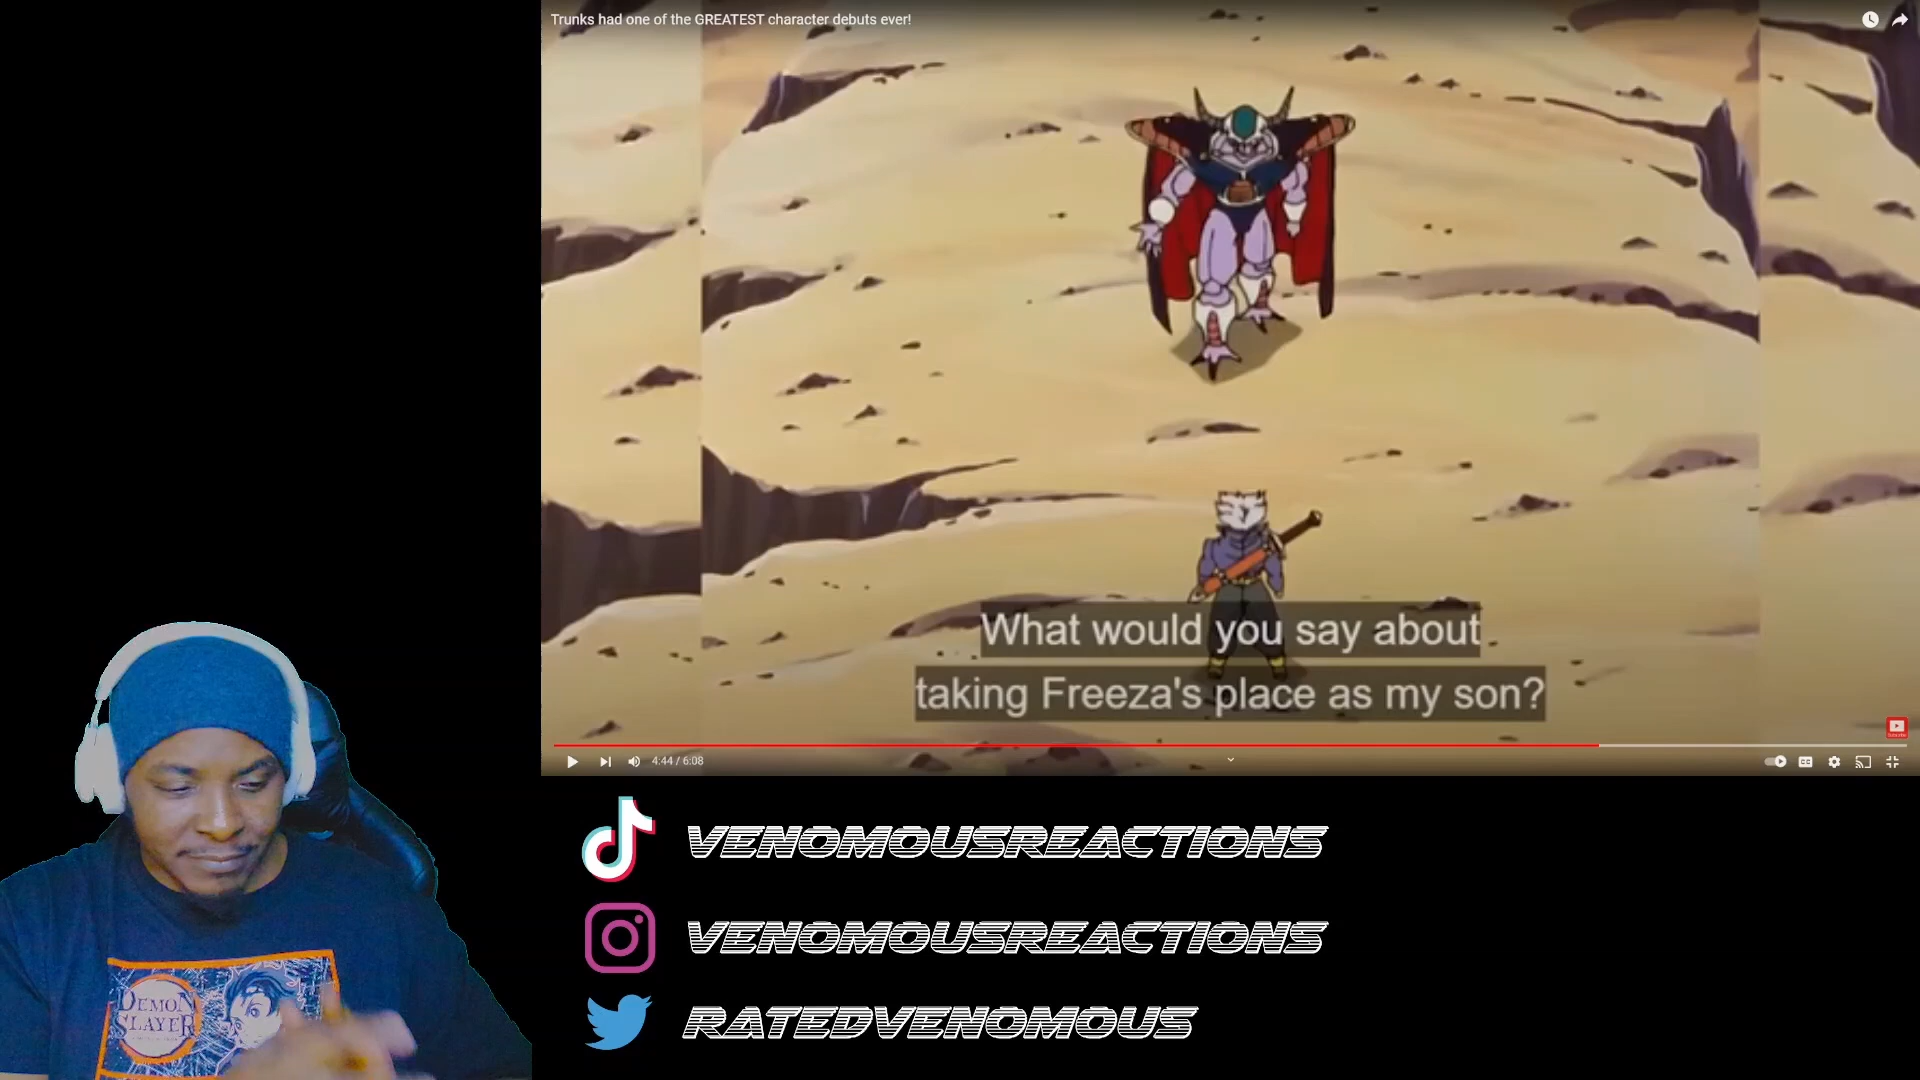 Trunks had one of the GREATEST character debuts ever!
What would you say about
taking Freeza's place as my son?
4:44 / 6:08
VENOMOUSREACTIONS
VENOMOUSREACTIONS
RATEDVENOMOUS
DEMON
SLAYER